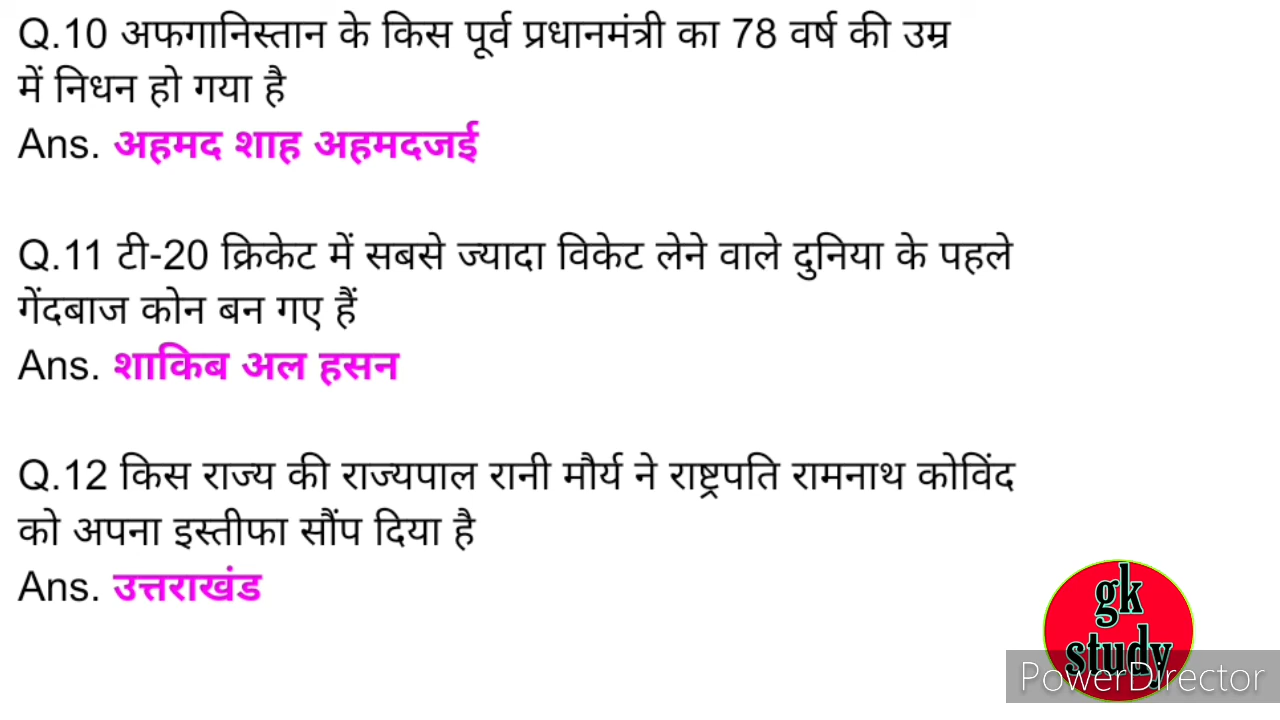 Q.10 अफगानिस्तान के किस पूर्व प्रधानमंत्री का 78 वर्ष की उम्र
में निधन हो गया है
Ans. अहमद शाह अहमदजई
Q.11 टी-20 क्रिकेट में सबसे ज्यादा विकेट लेने वाले दुनिया के पहले
गेंदबाज कोन बन गए हैं
Ans. शाकिब अल हसन
Q.12 किस राज्य की राज्यपाल रानी मौर्य ने राष्ट्रपति रामनाथ कोविंद
को अपना इस्तीफा सौंप दिया है
Ans. उत्तराखंड
gk
study
PowerDirector